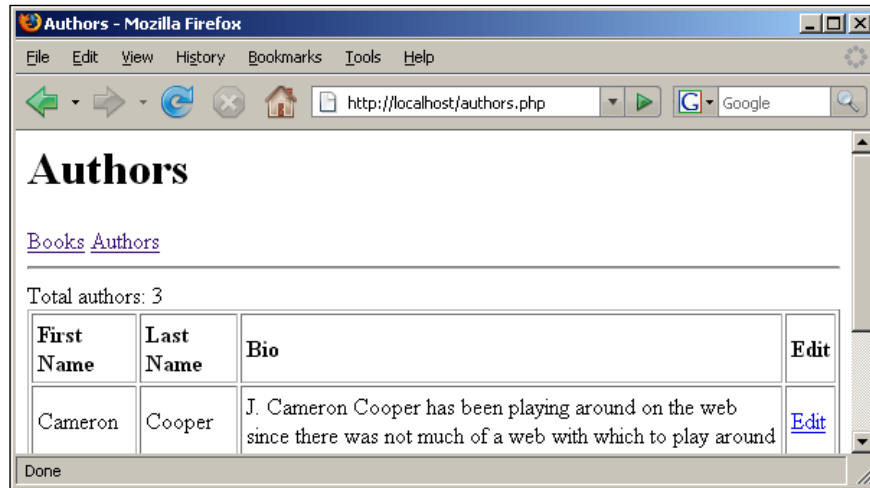 Authors - Mozilla Firefox
File Edit View History Bookmarks Tools Help
http://localhost/authors.php G Google
Authors
Books Authors
Total authors: 3
First Name Last Name Bio Edit
Cameron Cooper J. Cameron Cooper has been playing around on the web
since there was not much of a web with which to play around Edit
Done